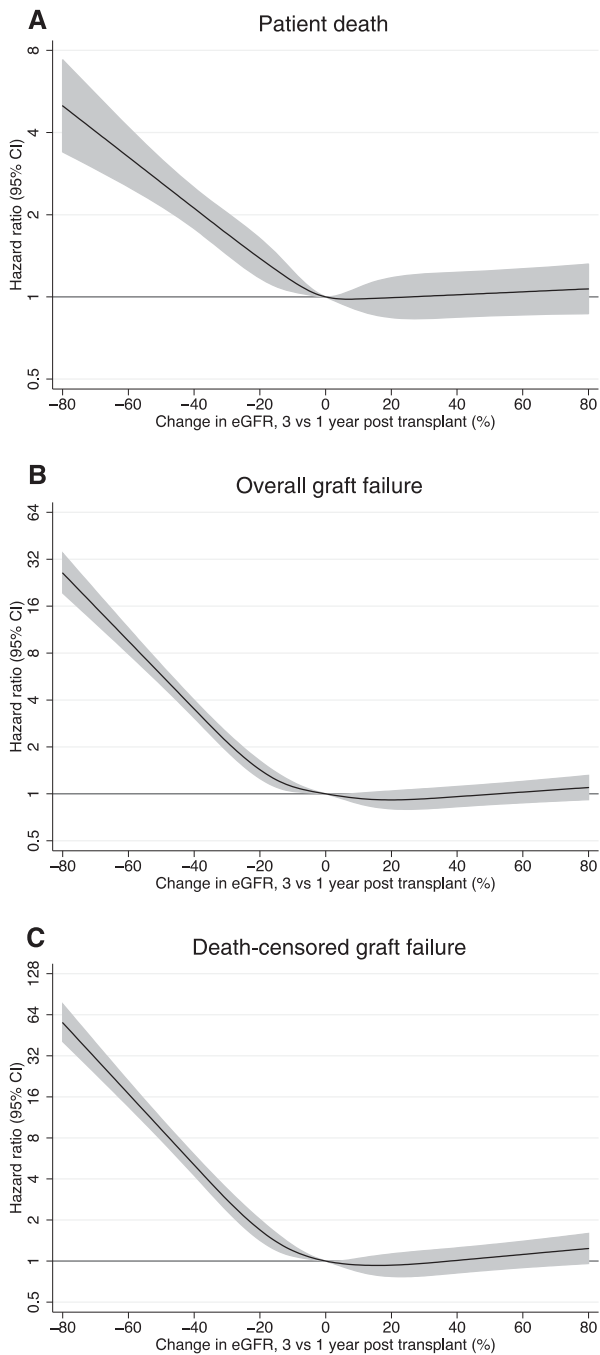 A
Patient death
8
4
2
1
0.5
Hazard ratio (95% CI)
−80 −60 −40 −20 0 20 40 60 80
Change in eGFR, 3 vs 1 year post transplant (%)
B
Overall graft failure
64
32
16
8
4
2
1
0.5
Hazard ratio (95% CI)
−80 −60 −40 −20 0 20 40 60 80
Change in eGFR, 3 vs 1 year post transplant (%)
C
Death-censored graft failure
128
64
32
16
8
4
2
1
0.5
Hazard ratio (95% CI)
−80 −60 −40 −20 0 20 40 60 80
Change in eGFR, 3 vs 1 year post transplant (%)